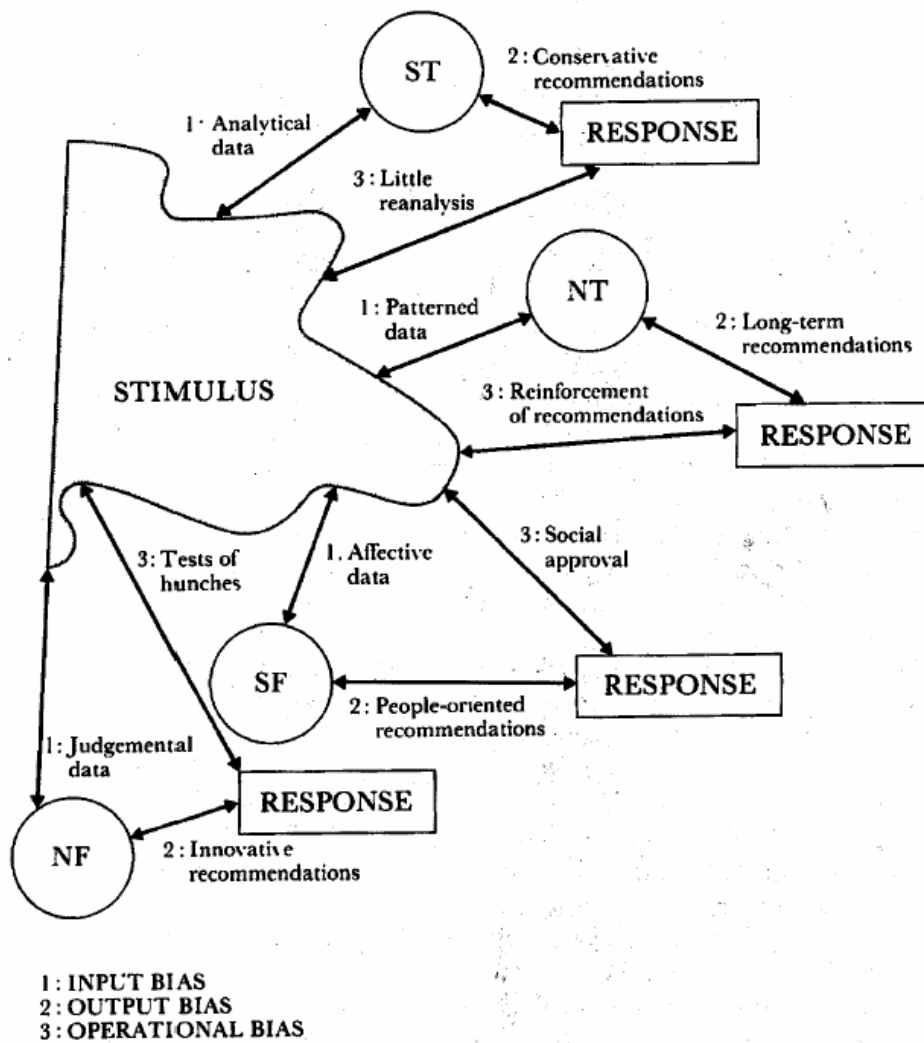 ST
2: Conservative
recommendations
1. Analytical
data
RESPONSE
3: Little
reanalysis
NT
1: Patterned
data
2: Long-term
recommendations
STIMULUS
3: Reinforcement
of recommendations
RESPONSE
3: Social
approval
3: Tests of
hunches
1. Affective
data
SF
RESPONSE
2: People-oriented
recommendations
1: Judgemental
data
RESPONSE
NF
2: Innovative
recommendations
1: INPUT BIAS
2: OUTPUT BIAS
3: OPERATIONAL BIAS